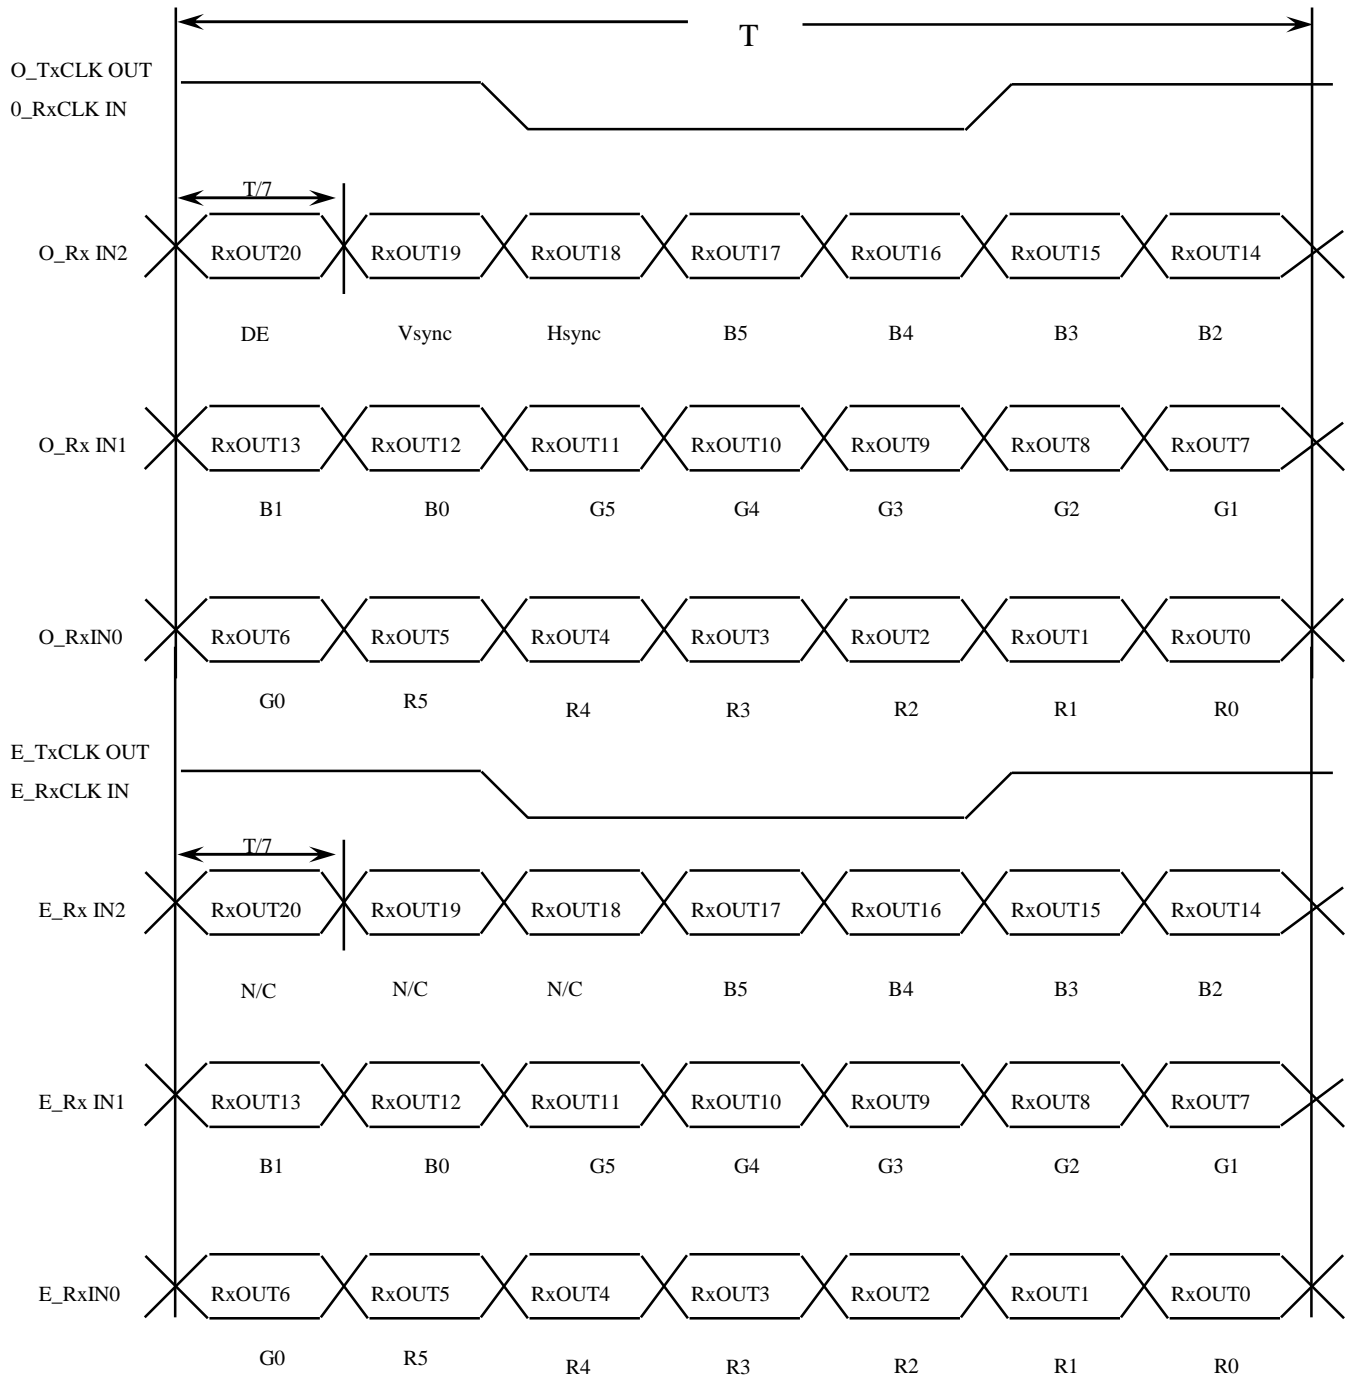 T
O_TxCLK OUT
0_RxCLK IN
T/7
O_Rx IN2 RxOUT20 RxOUT19 RxOUT18 RxOUT17 RxOUT16 RxOUT15 RxOUT14
DE Vsync Hsync B5 B4 B3 B2
O_Rx IN1 RxOUT13 RxOUT12 RxOUT11 RxOUT10 RxOUT9 RxOUT8 RxOUT7
B1 B0 G5 G4 G3 G2 G1
O_RxIN0 RxOUT6 RxOUT5 RxOUT4 RxOUT3 RxOUT2 RxOUT1 RxOUT0
G0 R5 R4 R3 R2 R1 R0
E_TxCLK OUT
E_RxCLK IN
T/7
E_Rx IN2 RxOUT20 RxOUT19 RxOUT18 RxOUT17 RxOUT16 RxOUT15 RxOUT14
N/C N/C N/C B5 B4 B3 B2
E_Rx IN1 RxOUT13 RxOUT12 RxOUT11 RxOUT10 RxOUT9 RxOUT8 RxOUT7
B1 B0 G5 G4 G3 G2 G1
E_RxIN0 RxOUT6 RxOUT5 RxOUT4 RxOUT3 RxOUT2 RxOUT1 RxOUT0
G0 R5 R4 R3 R2 R1 R0